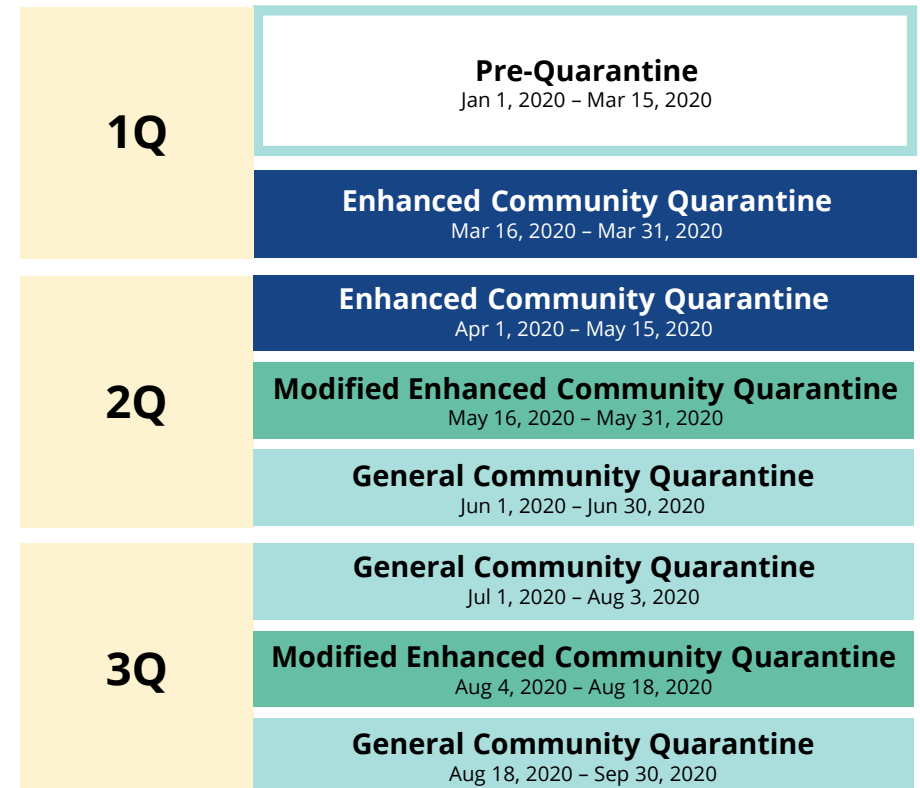 1Q
Pre-Quarantine
Jan 1, 2020 – Mar 15, 2020
Enhanced Community Quarantine
Mar 16, 2020 – Mar 31, 2020
2Q
Enhanced Community Quarantine
Apr 1, 2020 – May 15, 2020
Modified Enhanced Community Quarantine
May 16, 2020 – May 31, 2020
General Community Quarantine
Jun 1, 2020 – Jun 30, 2020
3Q
General Community Quarantine
Jul 1, 2020 – Aug 3, 2020
Modified Enhanced Community Quarantine
Aug 4, 2020 – Aug 18, 2020
General Community Quarantine
Aug 18, 2020 – Sep 30, 2020